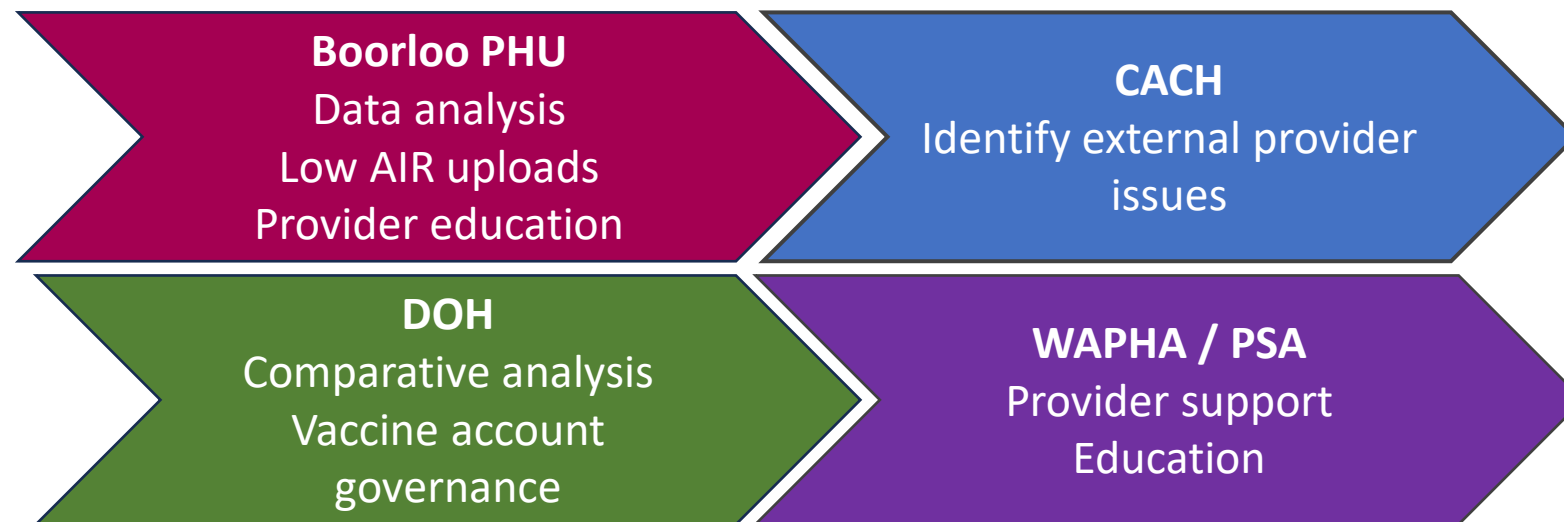 Boorloo PHU
Data analysis
Low AIR uploads
Provider education
CACH
Identify external provider
issues
DOH
Comparative analysis
Vaccine account
governance
WAPHA / PSA
Provider support
Education